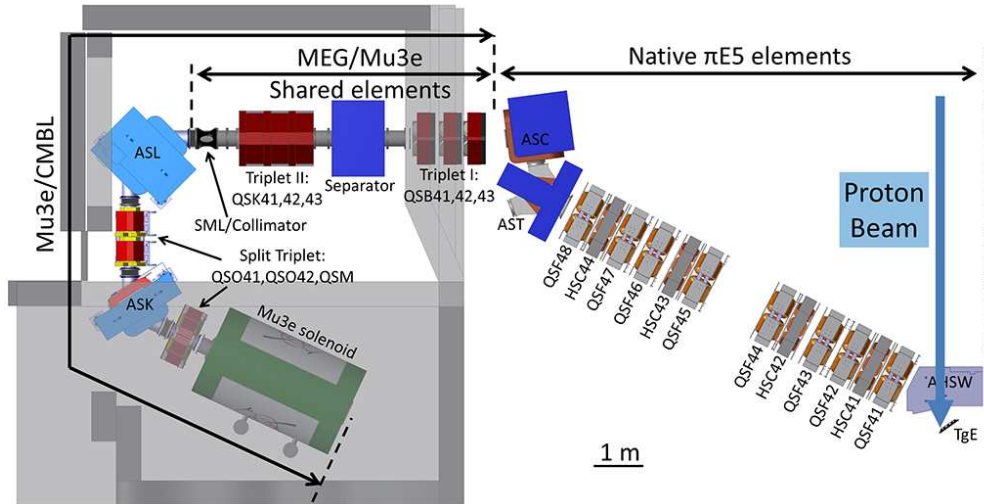 MEG/Mu3e
Shared elements
Native πE5 elements
Mu3e/CMBL
ASL
ASC
Triplet II:
QSK41,42,43
Separator
Triplet I:
QSB41,42,43
SML/Collimator
AST
Proton
Beam
Split Triplet:
QSO41,QSO42,QSM
ASK
Mu3e solenoid
QSF48
HSC44
QSF47
QSF46
HSC43
QSF45
QSF44
HSC42
QSF43
QSF42
HSC41
QSF41
AHSW
TgE
1 m